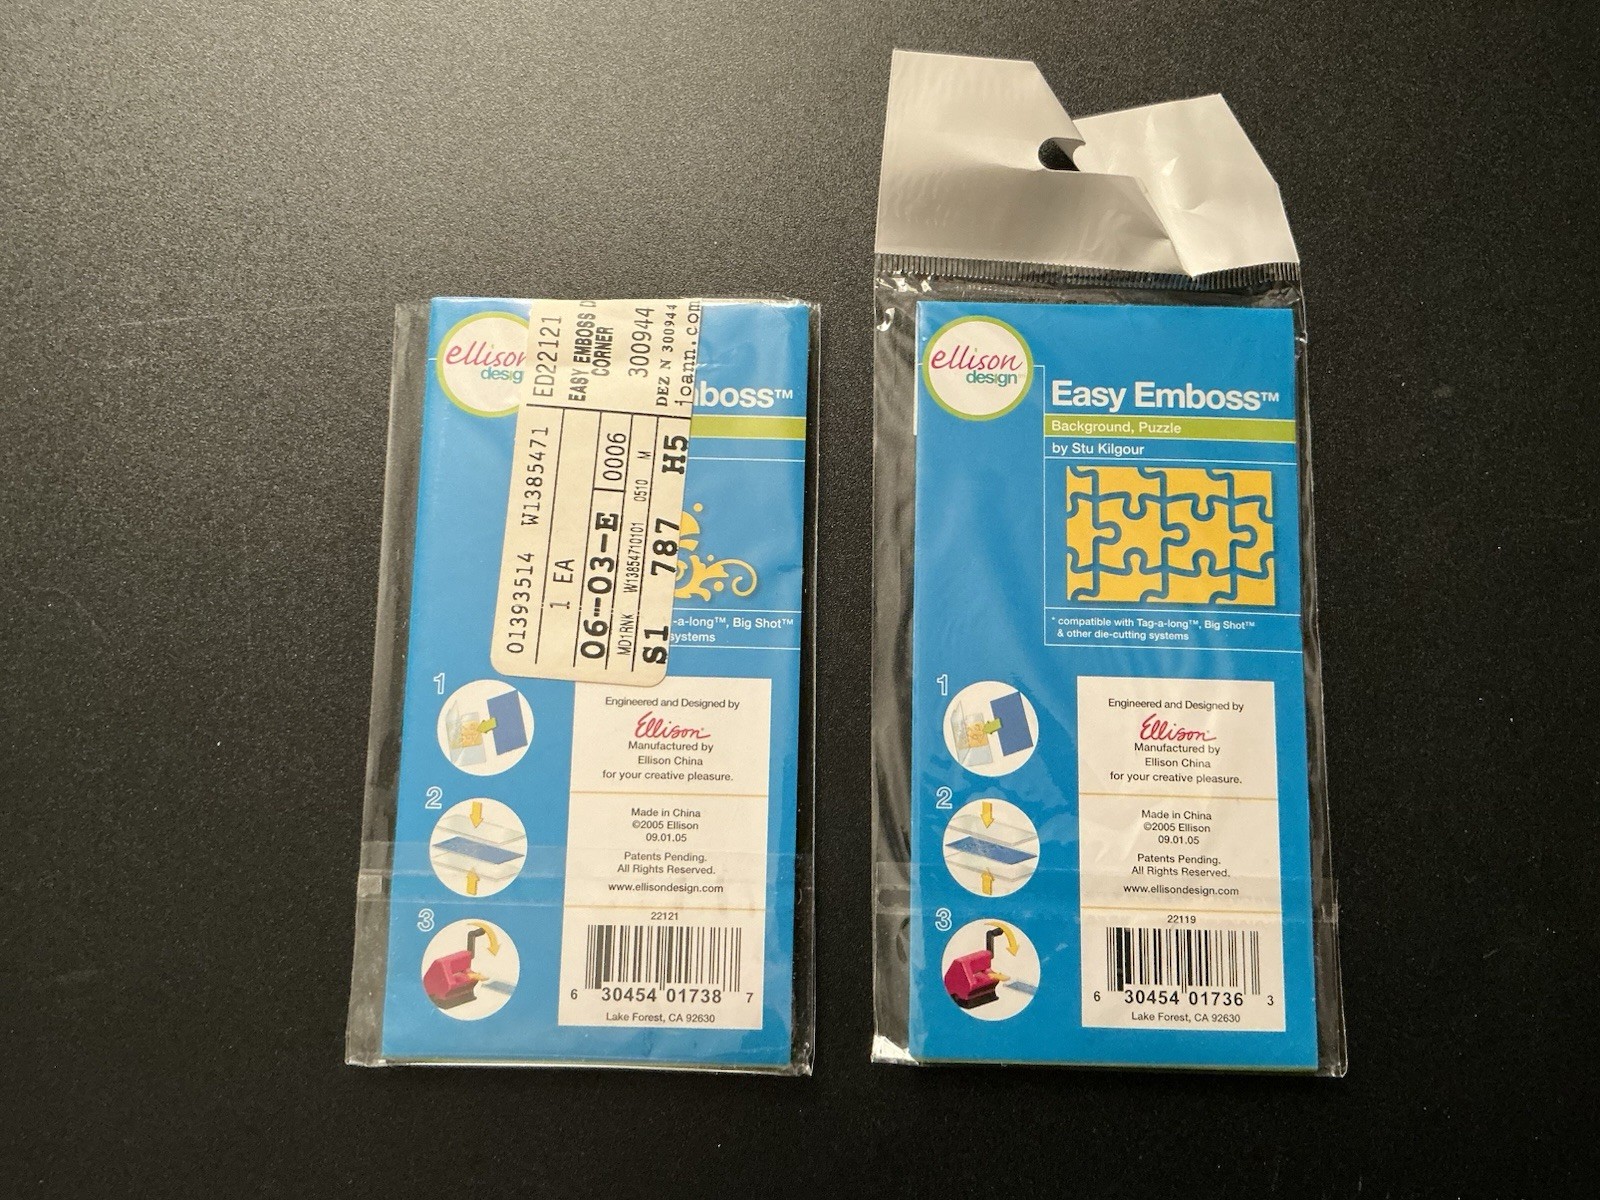 ellison
desig
boss™
-a-long™, Big Shot™
systems
ED22121
EASY EMBOSS D
CORNER
300944
DEZ N 300944
joann.com
01393514 W1385471
1 EA
06-03-E
0006
MD1RNK W13854710101 0510 M
S1 787 H5
1
2
3
Engineered and Designed by
Ellison
Manufactured by
Ellison China
for your creative pleasure.
Made in China
©2005 Ellison
09.01.05
Patents Pending.
All Rights Reserved.
www.ellisondesign.com
22121
6 30454 01738 7
Lake Forest, CA 92630
ellison
design
Easy Emboss™
Background, Puzzle
by Stu Kilgour
* compatible with Tag-a-long™, Big Shot™
& other die-cutting systems
1
2
3
Engineered and Designed by
Ellison
Manufactured by
Ellison China
for your creative pleasure.
Made in China
©2005 Ellison
09.01.05
Patents Pending.
All Rights Reserved.
www.ellisondesign.com
22119
6 30454 01736 3
Lake Forest, CA 92630